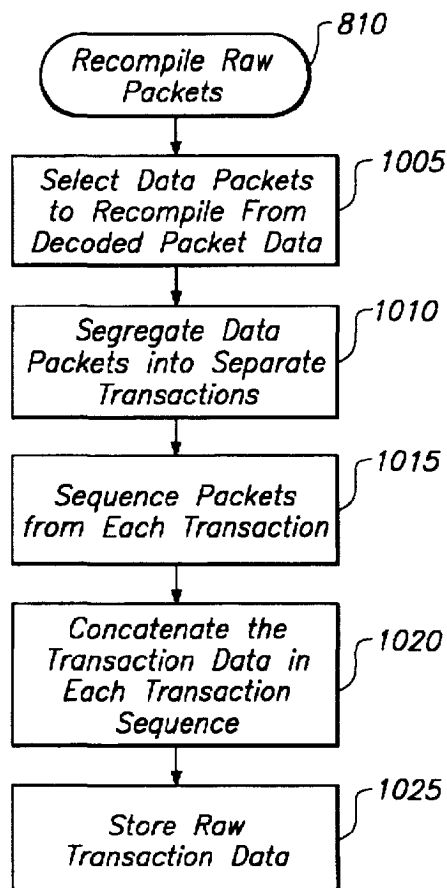 810
Recompile Raw
Packets
1005
Select Data Packets
to Recompile From
Decoded Packet Data
1010
Segregate Data
Packets into Separate
Transactions
1015
Sequence Packets
from Each Transaction
1020
Concatenate the
Transaction Data in
Each Transaction
Sequence
1025
Store Raw
Transaction Data